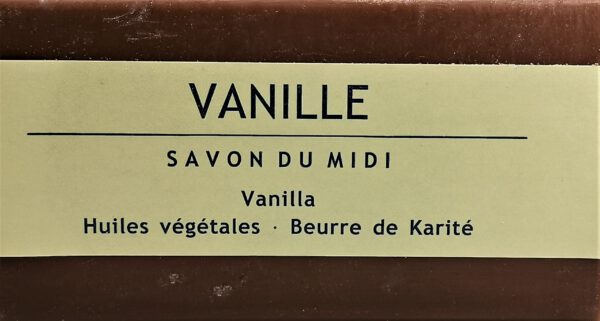 VANILLE
SAVON DU MIDI
Vanilla
Huiles végétales · Beurre de Karité